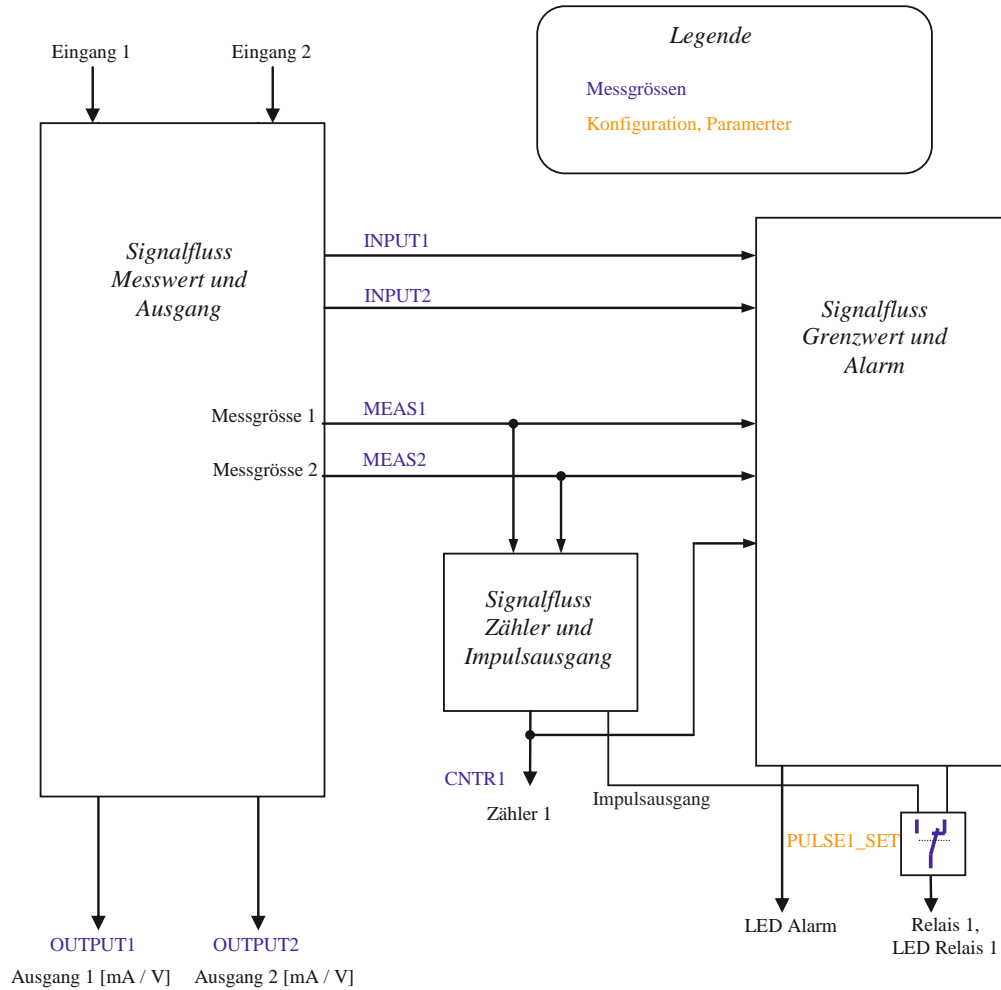 Legende
Messgrössen
Konfiguration, Paramerter
Eingang 1
Eingang 2
Signalfluss
Messwert und
Ausgang
INPUT1
INPUT2
Signalfluss
Grenzwert und
Alarm
Messgrösse 1
MEAS1
Messgrösse 2
MEAS2
Signalfluss
Zähler und
Impulsausgang
CNTR1
Zähler 1
Impulsausgang
PULSE1_SET
OUTPUT1
Ausgang 1 [mA / V]
OUTPUT2
Ausgang 2 [mA / V]
LED Alarm
Relais 1,
LED Relais 1